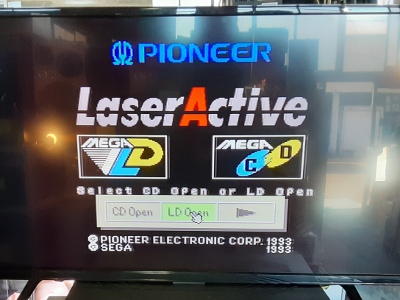 PIONEER
LaserActive
MEGA LD MEGA CD
Select CD Open or LD Open
CD Open LD Open
© PIONEER ELECTRONIC CORP. 1993
© SEGA 1993